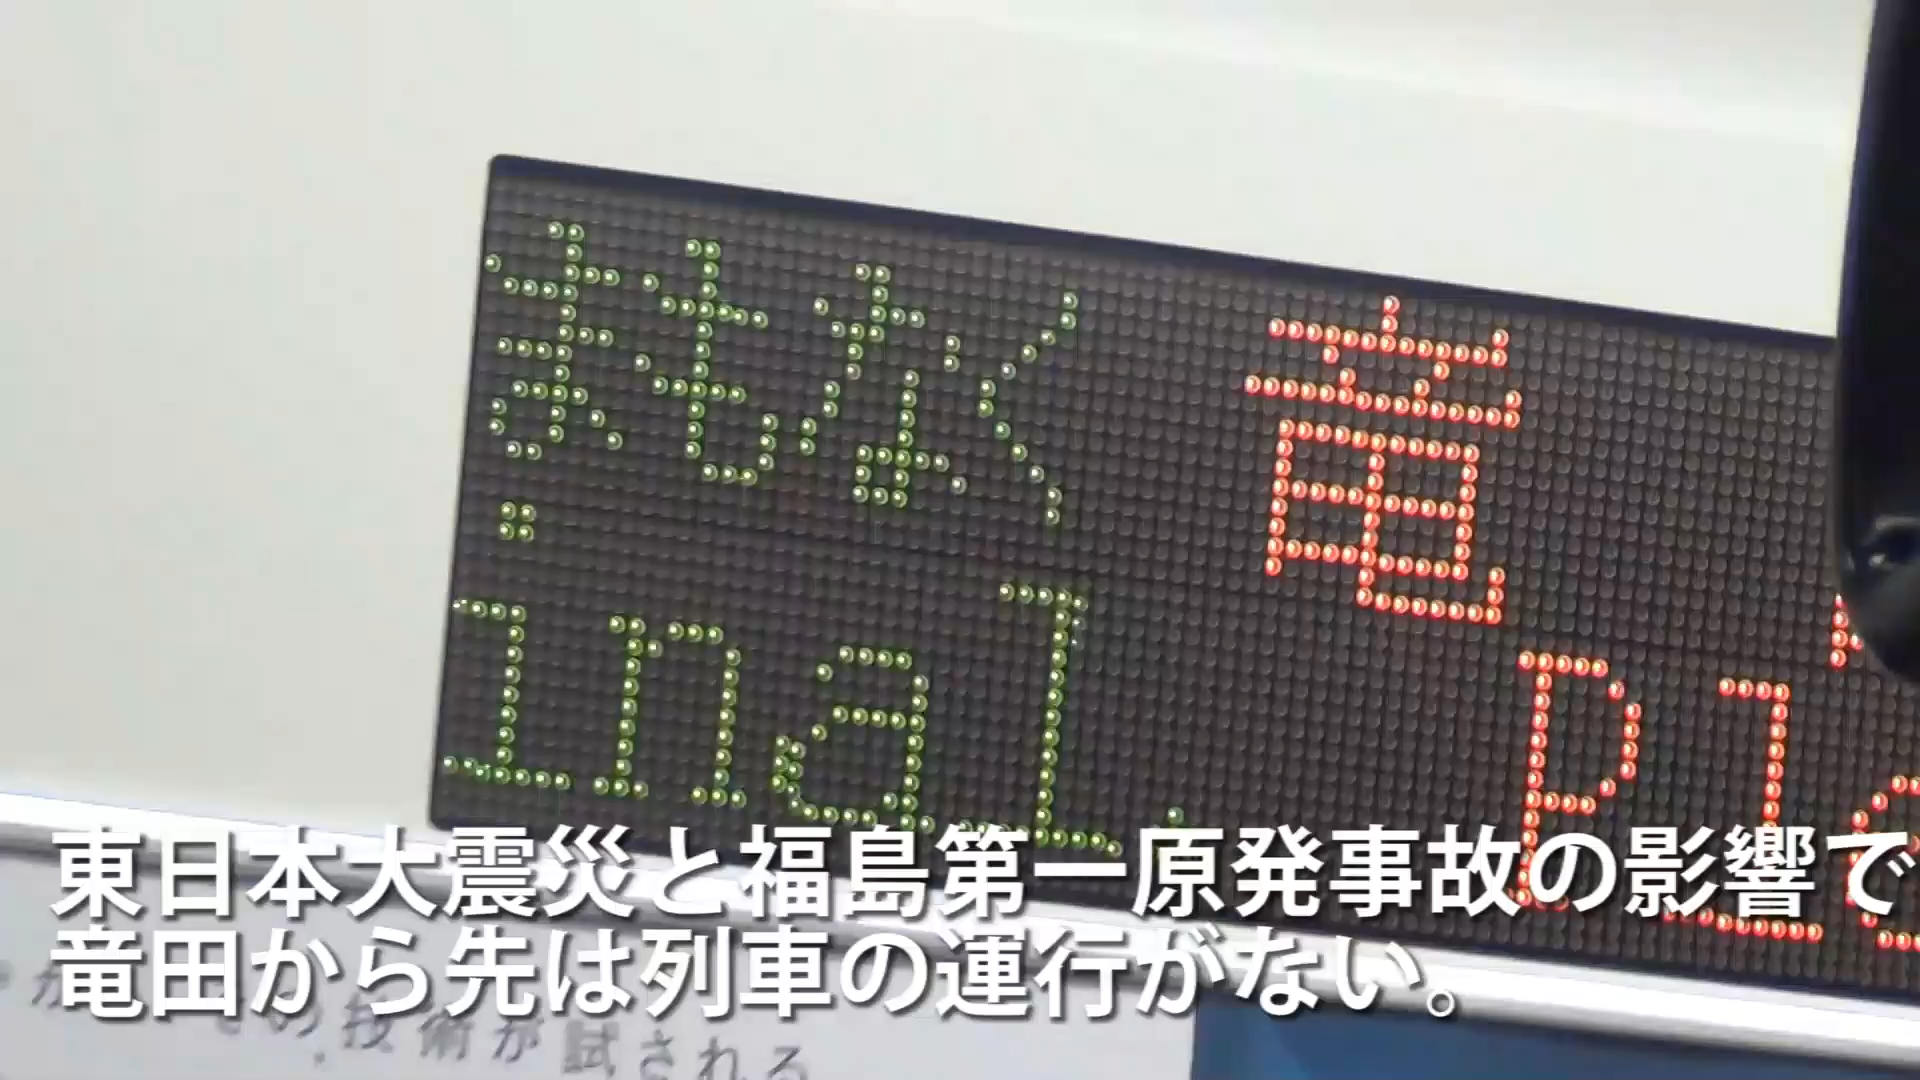 まもなく 竜
inal. Pl
東日本大震災と福島第一原発事故の影響で
竜田から先は列車の運行がない。
技術が試される